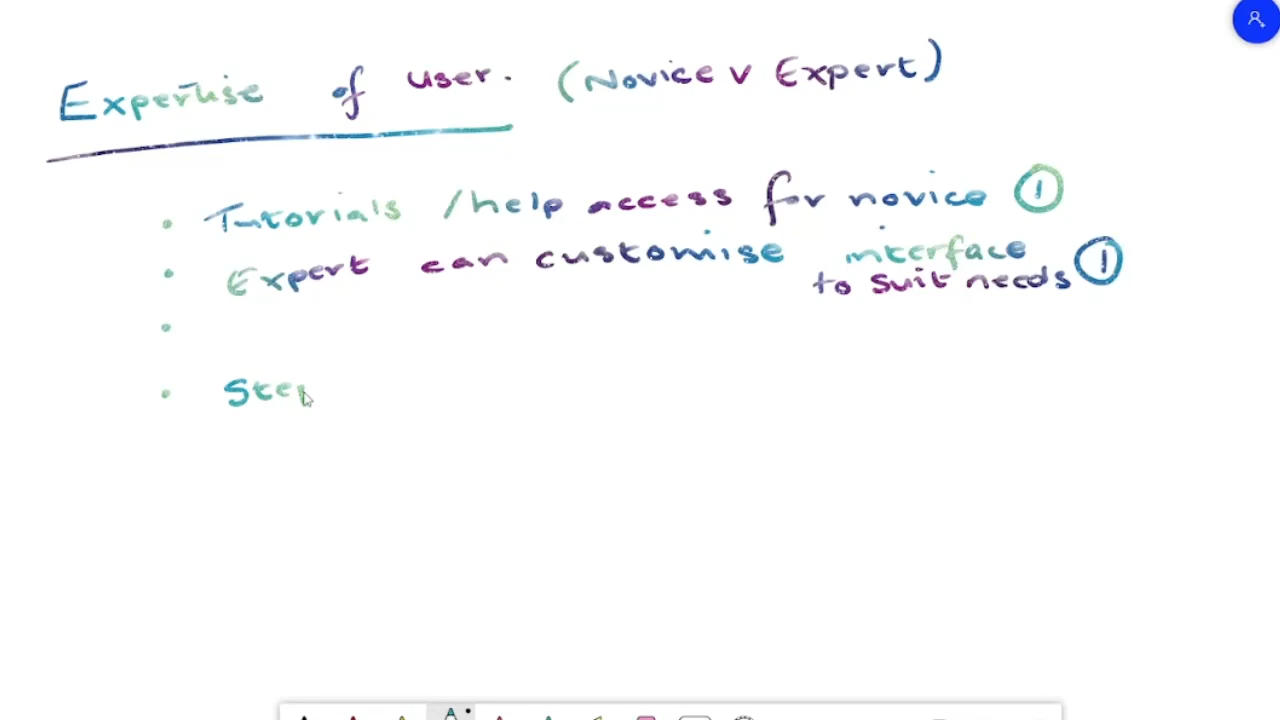 Expertise of user. (Novice v Expert)
• Tutorials /help access for novice ①
• Expert can customise interface
to suit needs ①
•
• Step